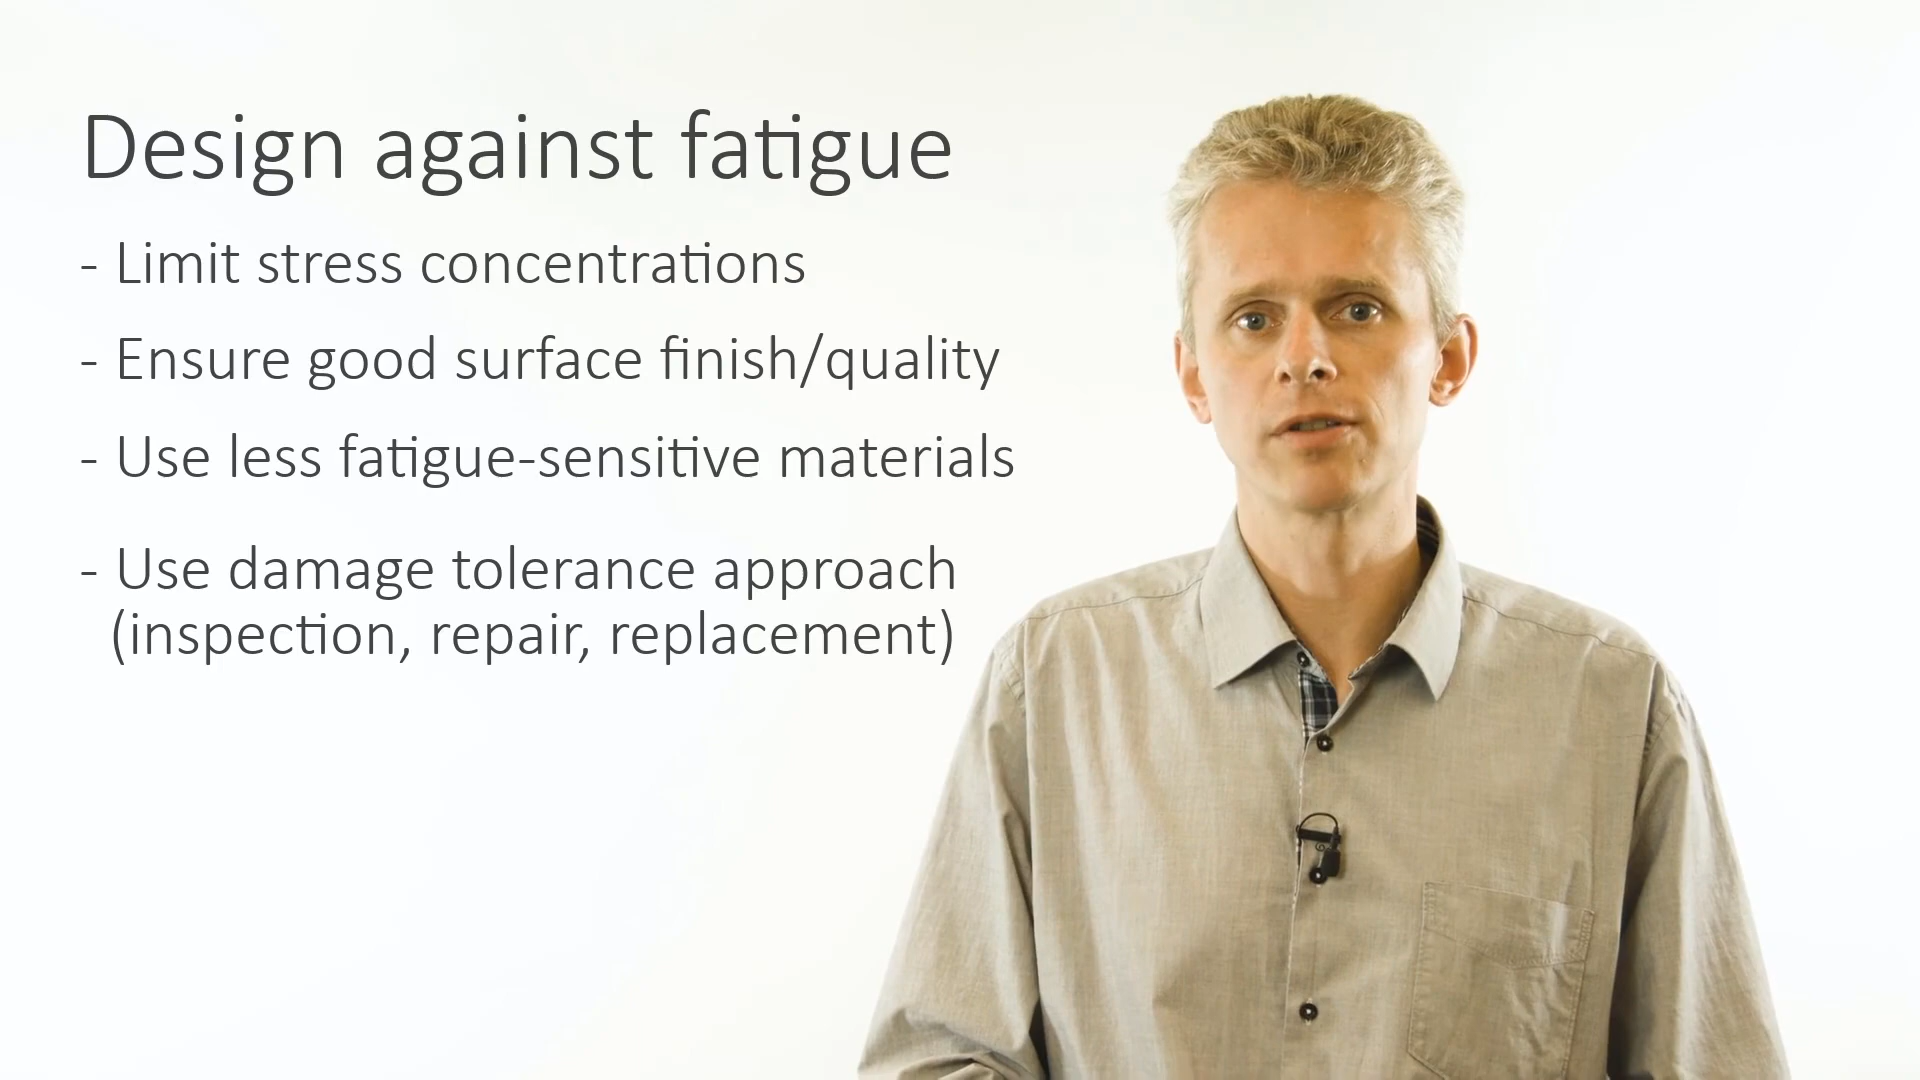 Design against fatigue
- Limit stress concentrations
- Ensure good surface finish/quality
- Use less fatigue-sensitive materials
- Use damage tolerance approach
(inspection, repair, replacement)